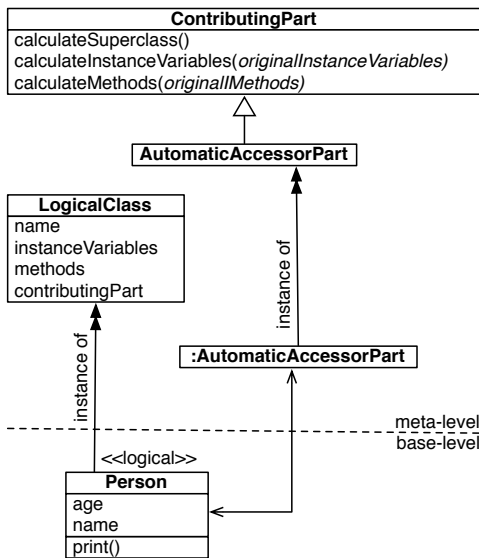 ContributingPart
calculateSuperclass()
calculateInstanceVariables(originalInstanceVariables)
calculateMethods(originalMethods)
AutomaticAccessorPart
LogicalClass
name
instanceVariables
methods
contributingPart
instance of
instance of
:AutomaticAccessorPart
meta-level
base-level
<<logical>>
Person
age
name
print()